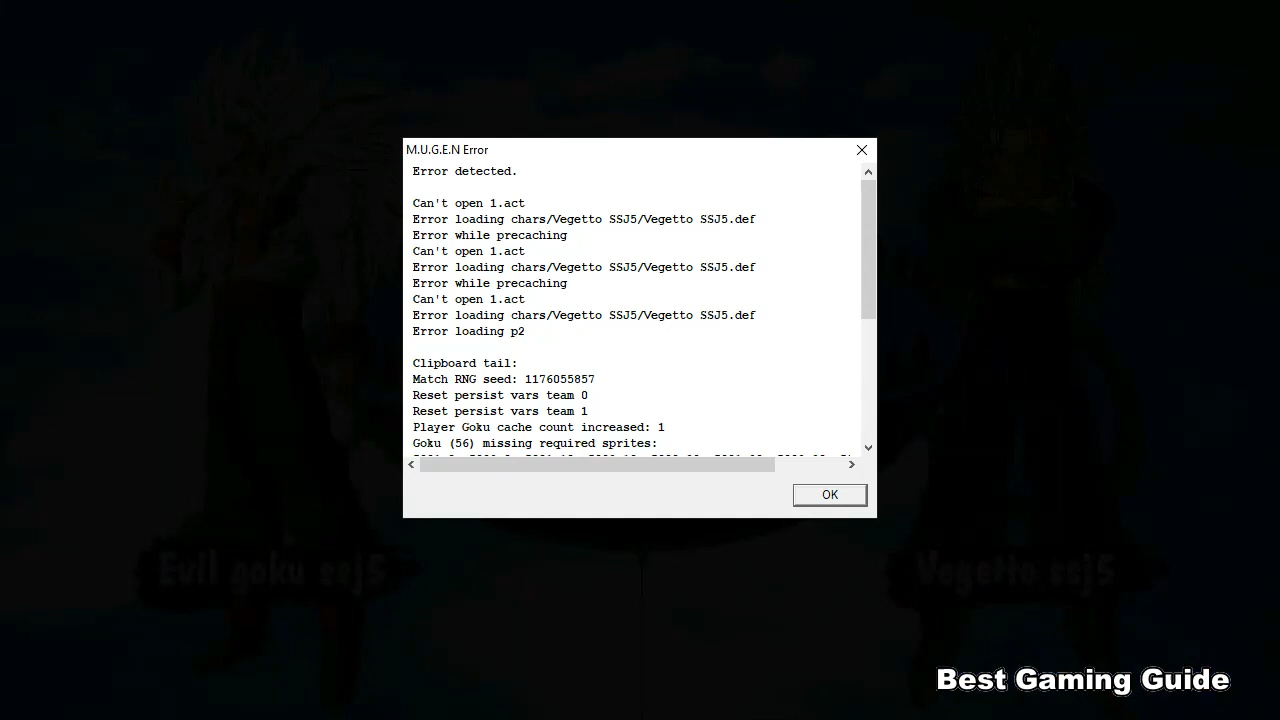 M.U.G.E.N Error
Error detected.
Can't open 1.act
Error loading chars/Vegetto SSJ5/Vegetto SSJ5.def
Error while precaching
Can't open 1.act
Error loading chars/Vegetto SSJ5/Vegetto SSJ5.def
Error while precaching
Can't open 1.act
Error loading chars/Vegetto SSJ5/Vegetto SSJ5.def
Error loading p2
Clipboard tail:
Match RNG seed: 1176055857
Reset persist vars team 0
Reset persist vars team 1
Player Goku cache count increased: 1
Goku (56) missing required sprites:
OK
Evil goku ssj5
Vegetto ssj5
Best Gaming Guide